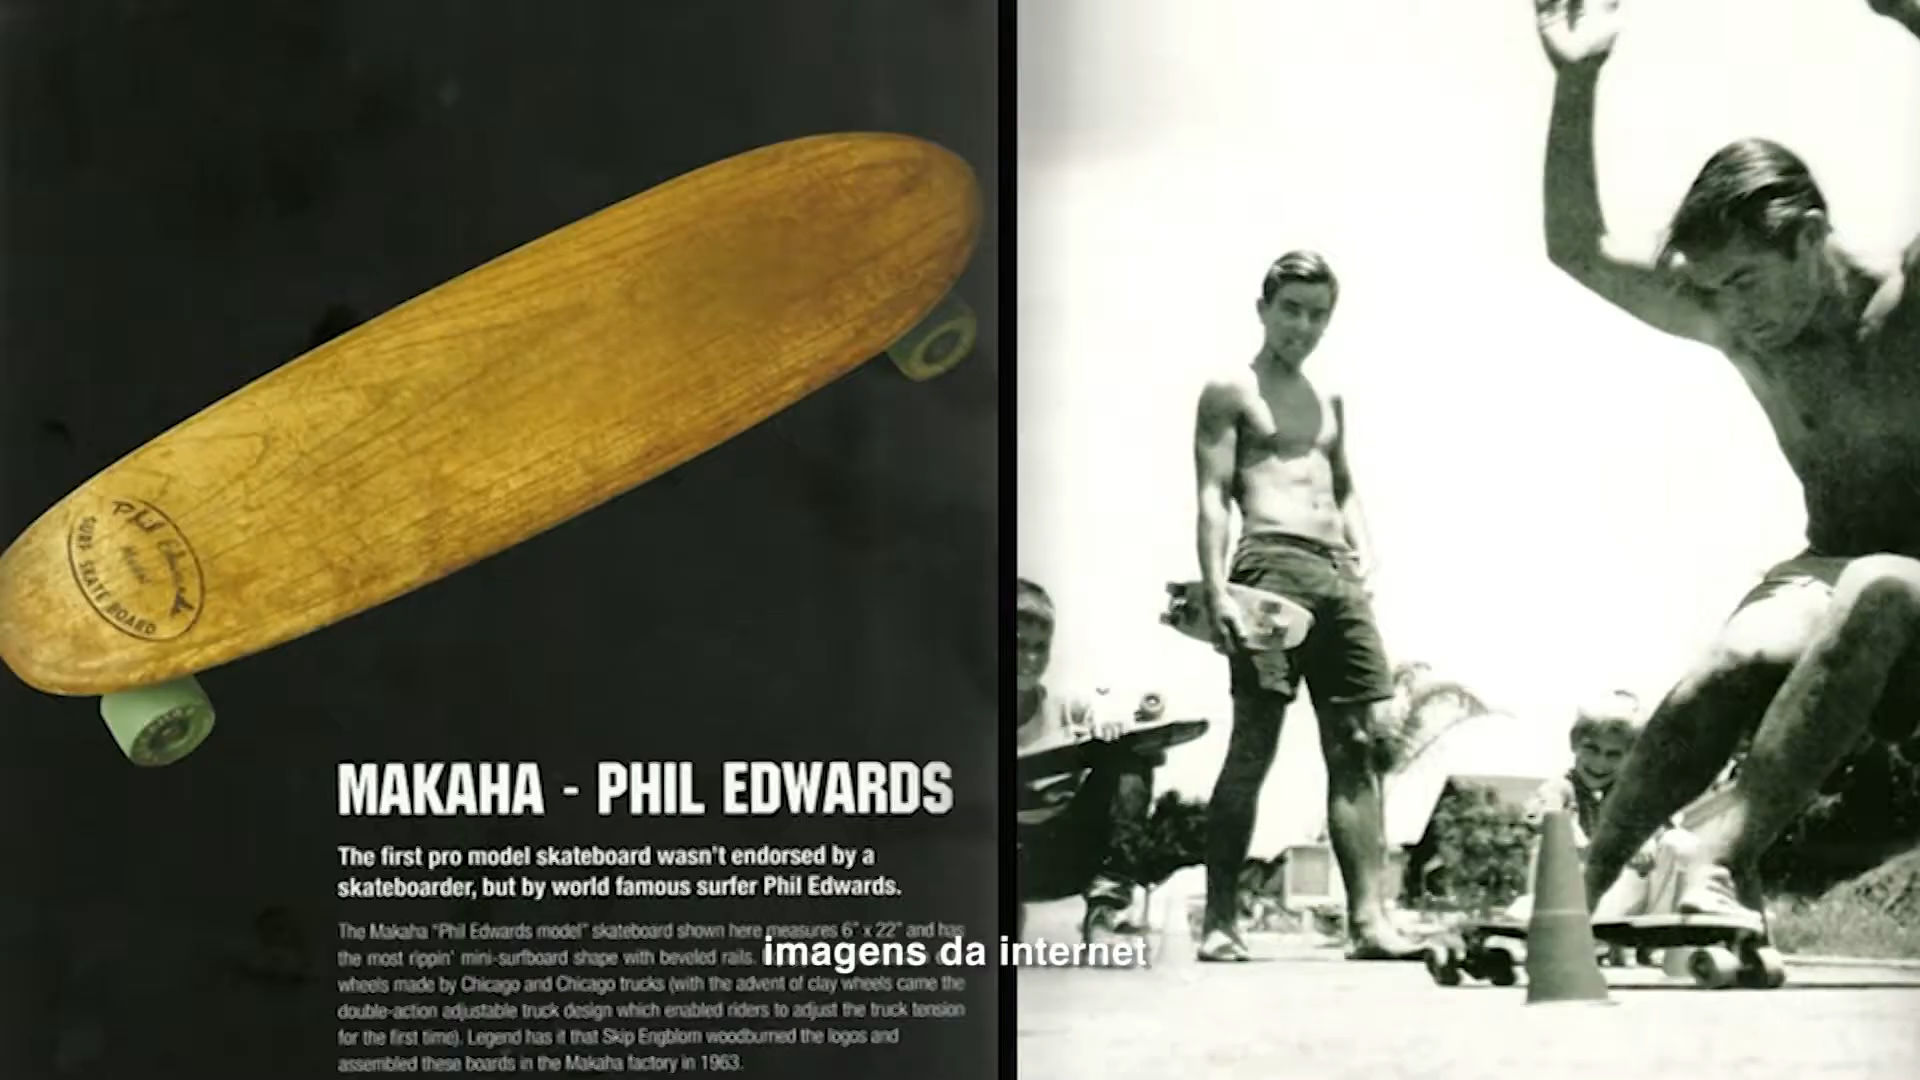 Phil Edwards
Model
SURF SKATE BOARD
MAKAHA - PHIL EDWARDS
The first pro model skateboard wasn't endorsed by a
skateboarder, but by world famous surfer Phil Edwards.
The Makaha "Phil Edwards model" skateboard shown here measures 6" x 22" and has
the most rippin' mini-surfboard shape with beveled rails.
wheels made by Chicago and Chicago trucks (with the advent of clay wheels came the
double-action adjustable truck design which enabled riders to adjust the truck tension
for the first time). Legend has it that Skip Engblom woodburned the logos and
assembled these boards in the Makaha factory in 1963.
imagens da internet